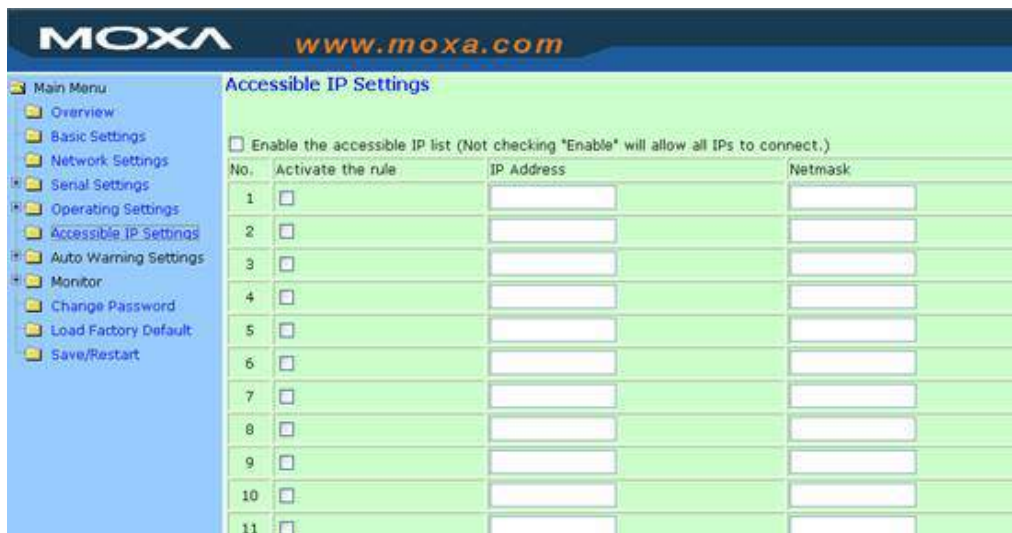 MOXA www.moxa.com
Main Menu
Overview
Basic Settings
Network Settings
Serial Settings
Operating Settings
Accessible IP Settings
Auto Warning Settings
Monitor
Change Password
Load Factory Default
Save/Restart
Accessible IP Settings
Enable the accessible IP list (Not checking "Enable" will allow all IPs to connect.)
No. Activate the rule IP Address Netmask
1
2
3
4
5
6
7
8
9
10
11